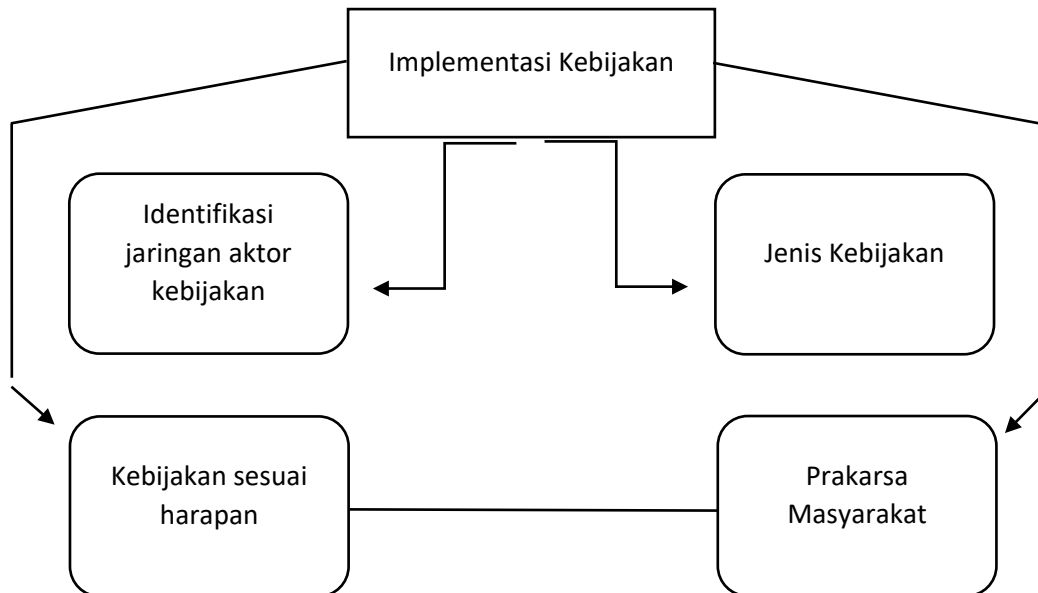 Implementasi Kebijakan
Identifikasi
jaringan aktor
kebijakan
Jenis Kebijakan
Kebijakan sesuai
harapan
Prakarsa
Masyarakat